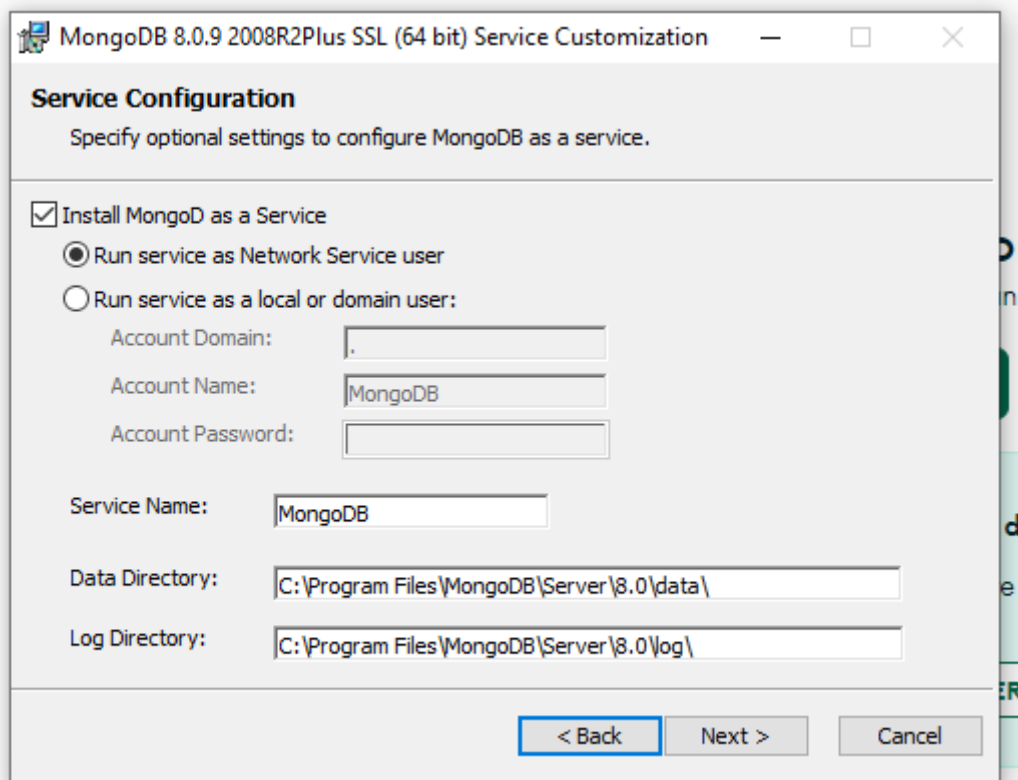 MongoDB 8.0.9 2008R2Plus SSL (64 bit) Service Customization
Service Configuration
Specify optional settings to configure MongoDB as a service.
Install MongoD as a Service
Run service as Network Service user
Run service as a local or domain user:
Account Domain: .
Account Name: MongoDB
Account Password:
Service Name: MongoDB
Data Directory: C:\Program Files\MongoDB\Server\8.0\data\
Log Directory: C:\Program Files\MongoDB\Server\8.0\log\
< Back Next > Cancel